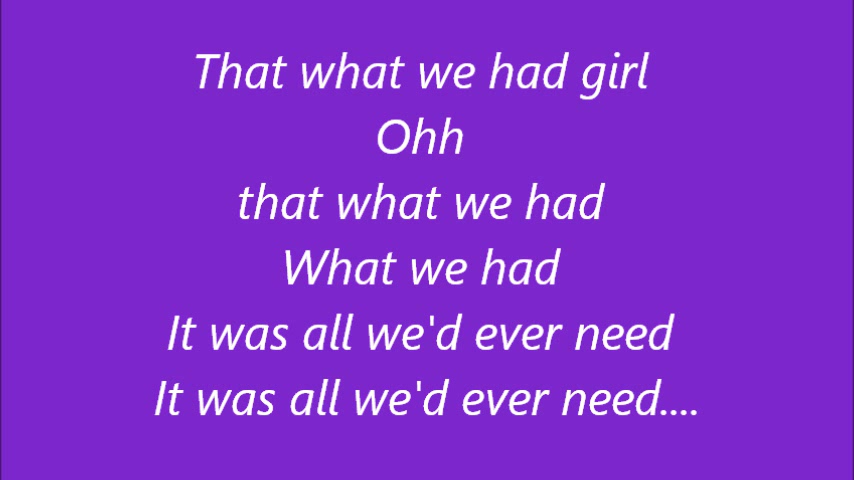 That what we had girl
Ohh
that what we had
What we had
It was all we'd ever need
It was all we'd ever need....